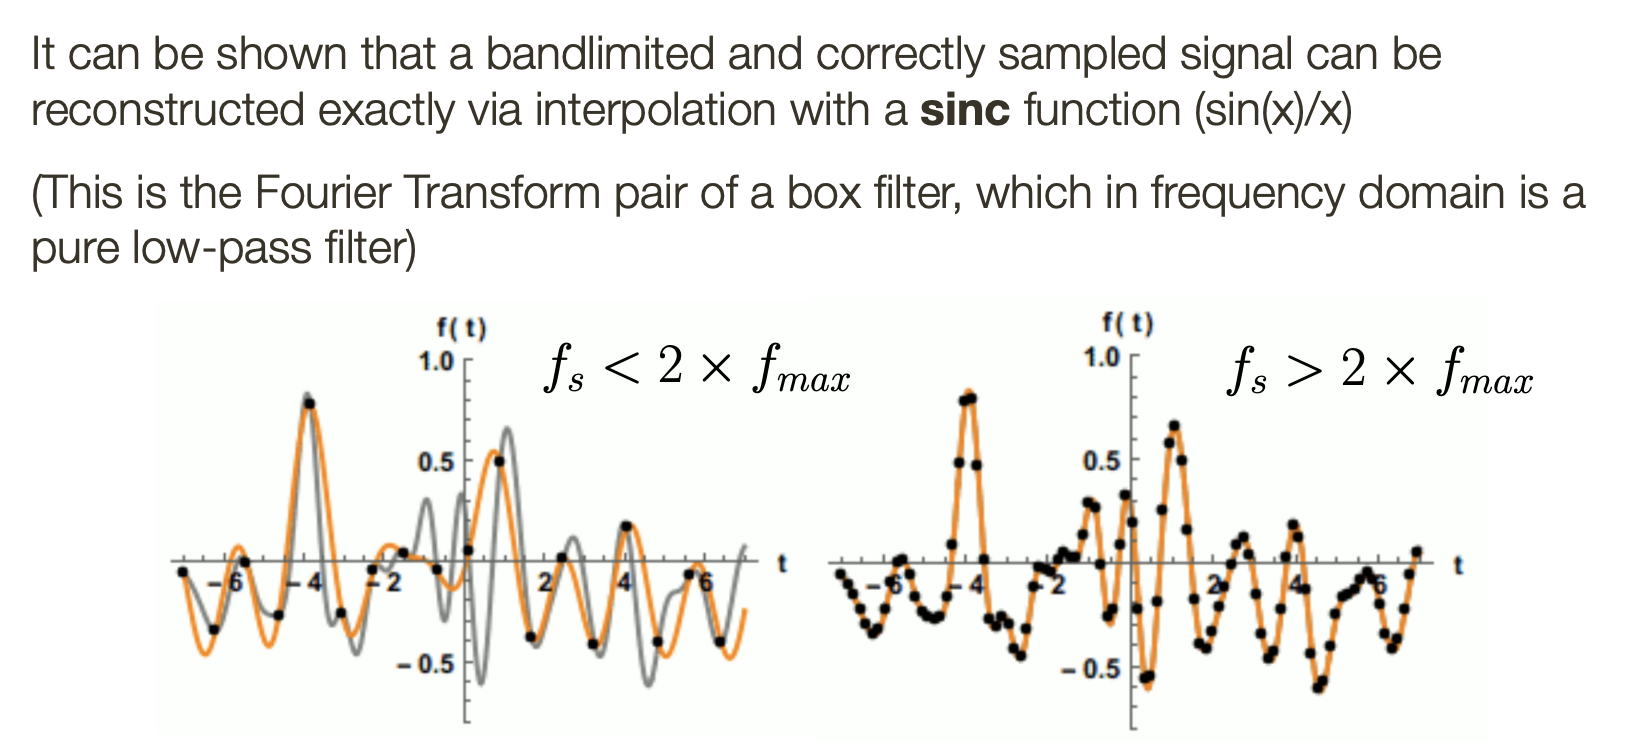 It can be shown that a bandlimited and correctly sampled signal can be
reconstructed exactly via interpolation with a sinc function (sin(x)/x)
(This is the Fourier Transform pair of a box filter, which in frequency domain is a
pure low-pass filter)
f( t)
1.0
0.5
- 0.5
- 6
- 4
- 2
2
4
6
t
f_s < 2 × f_{max}
f( t)
1.0
0.5
- 0.5
- 6
- 4
- 2
2
4
6
t
f_s > 2 × f_{max}